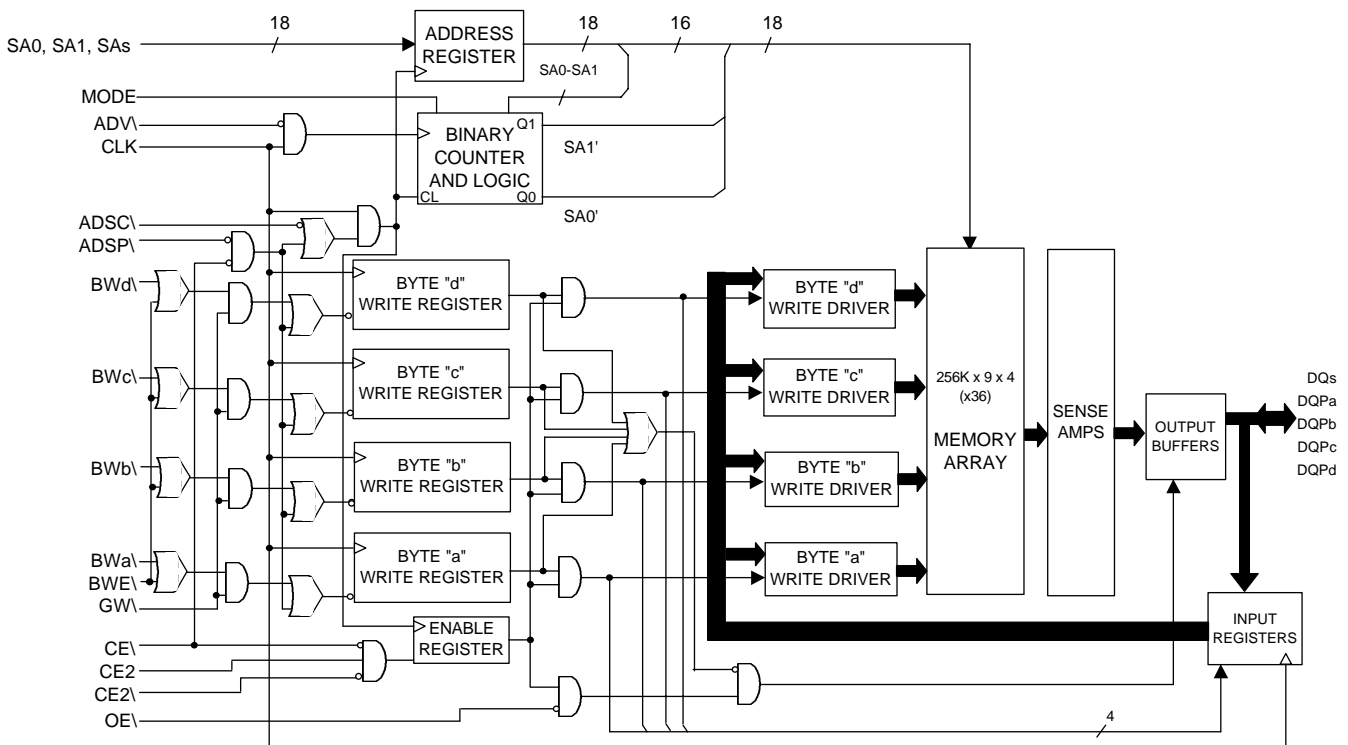 18
18
16
18
SA0, SA1, SAs
ADDRESS
REGISTER
SA0-SA1
MODE
ADV\
CLK
BINARY
COUNTER
AND LOGIC
Q1
CL
Q0
SA1'
SA0'
ADSC\
ADSP\
BWd\
BYTE "d"
WRITE REGISTER
BYTE "d"
WRITE DRIVER
BWc\
BYTE "c"
WRITE REGISTER
BYTE "c"
WRITE DRIVER
BWb\
BYTE "b"
WRITE REGISTER
BYTE "b"
WRITE DRIVER
BWa\
BWE\
GW\
BYTE "a"
WRITE REGISTER
BYTE "a"
WRITE DRIVER
256K x 9 x 4
(x36)
MEMORY
ARRAY
SENSE
AMPS
OUTPUT
BUFFERS
DQs
DQPa
DQPb
DQPc
DQPd
INPUT
REGISTERS
CE\
CE2
CE2\
OE\
ENABLE
REGISTER
4